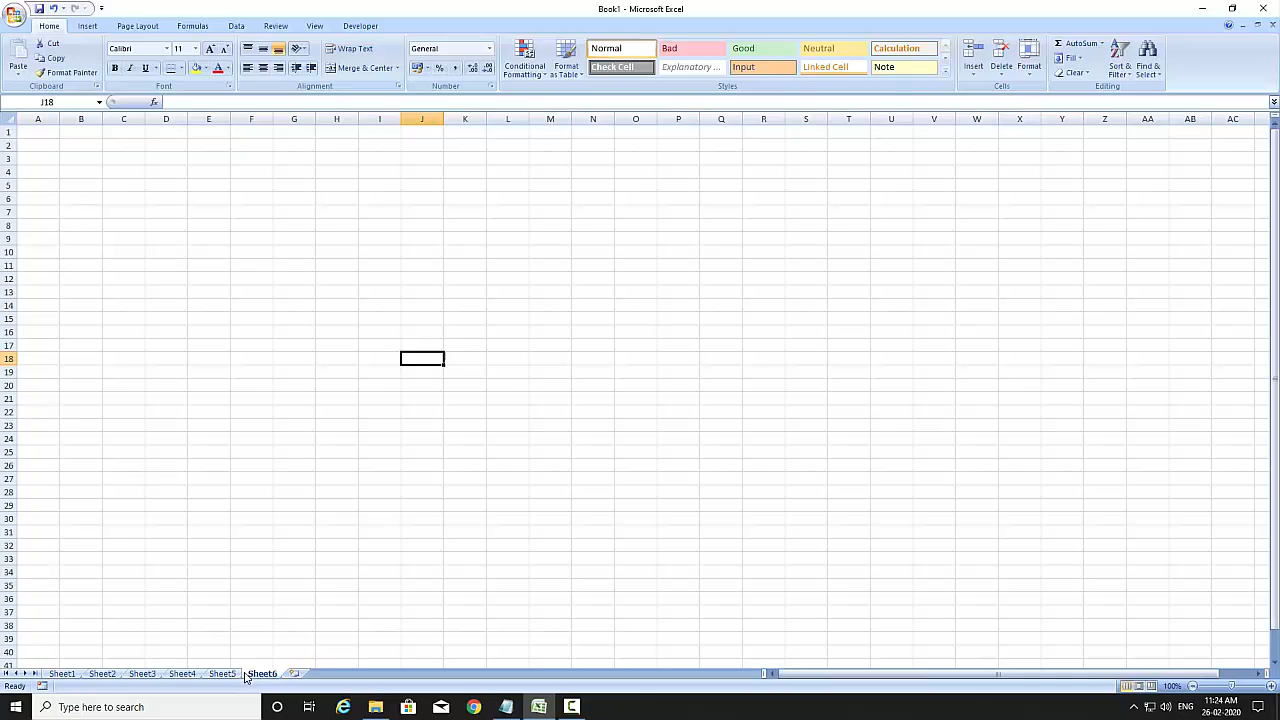 Book1 - Microsoft Excel
Home Insert Page Layout Formulas Data Review View Developer
Cut
Copy
Format Painter
Paste
Clipboard
Calibri 11
B I U
Font
Wrap Text
Merge & Center
Alignment
General
Number
Conditional Formatting
Format as Table
Normal Bad Good Neutral Calculation
Check Cell Explanatory ... Input Linked Cell Note
Styles
Insert Delete Format
Cells
AutoSum
Fill
Clear
Sort & Filter
Find & Select
Editing
J18 fx
A B C D E F G H I J K L M N O P Q R S T U V W X Y Z AA AB AC
1
2
3
4
5
6
7
8
9
10
11
12
13
14
15
16
17
18
19
20
21
22
23
24
25
26
27
28
29
30
31
32
33
34
35
36
37
38
39
40
41
Sheet1 Sheet2 Sheet3 Sheet4 Sheet5 Sheet6
Ready 100%
Type here to search
ENG
11:24 AM
26-02-2020